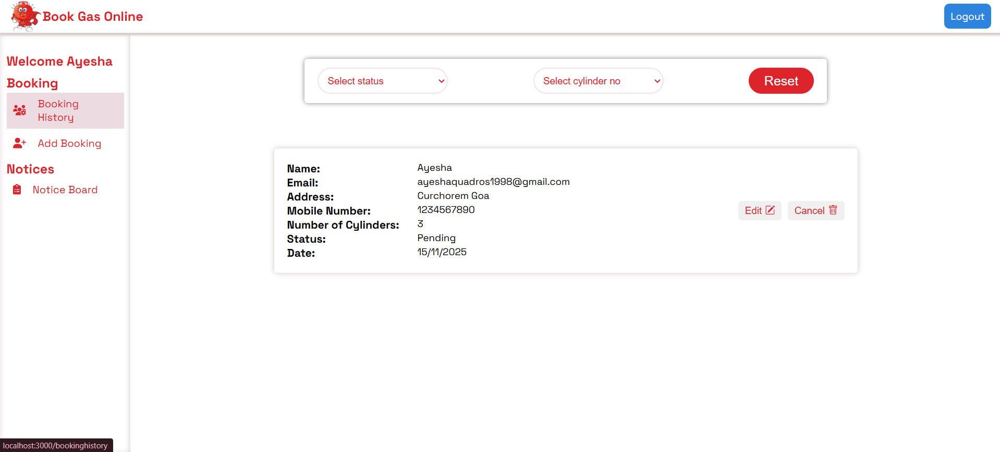 Book Gas Online
Logout
Welcome Ayesha
Booking
Booking
History
Add Booking
Notices
Notice Board
Select status
Select cylinder no
Reset
Name: Ayesha
Email: ayeshaquadros1998@gmail.com
Address: Curchorem Goa
Mobile Number: 1234567890
Number of Cylinders: 3
Status: Pending
Date: 15/11/2025
Edit
Cancel
localhost:3000/bookinghistory